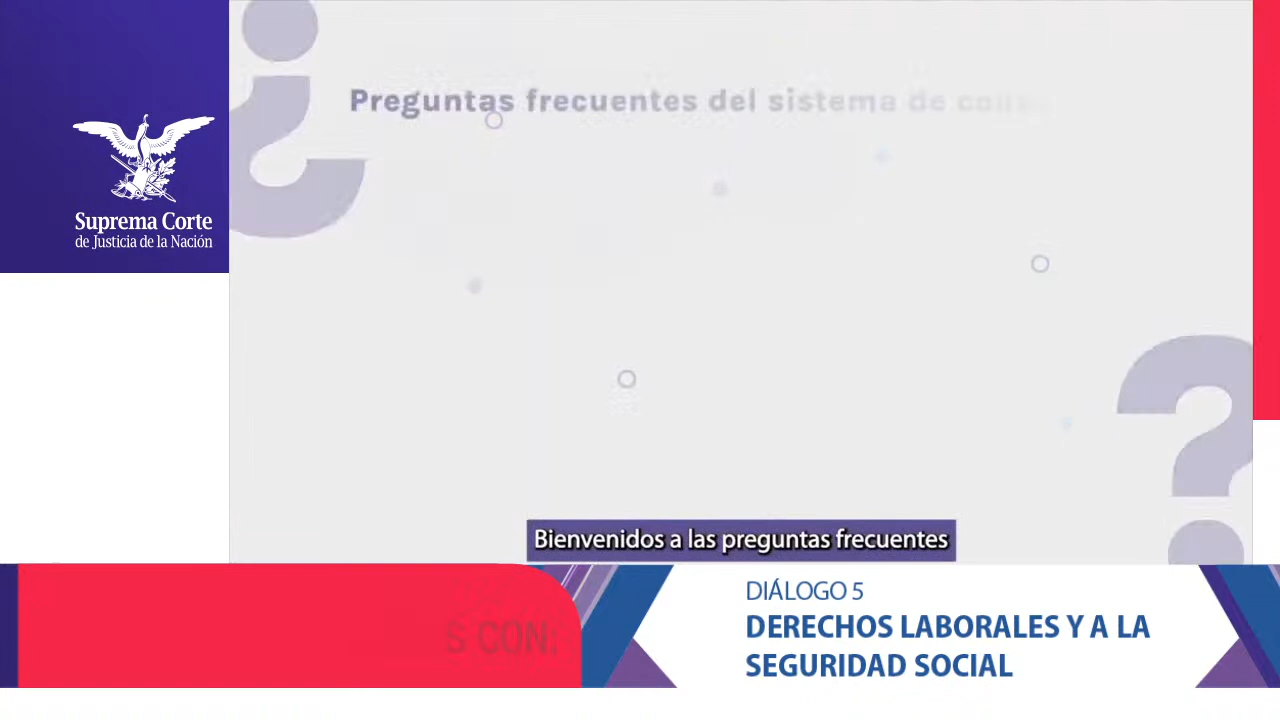 Preguntas frecuentes del sistema de
Suprema Corte
de Justicia de la Nación
Bienvenidos a las preguntas frecuentes
S CON:
DIÁLOGO 5
DERECHOS LABORALES Y A LA
SEGURIDAD SOCIAL